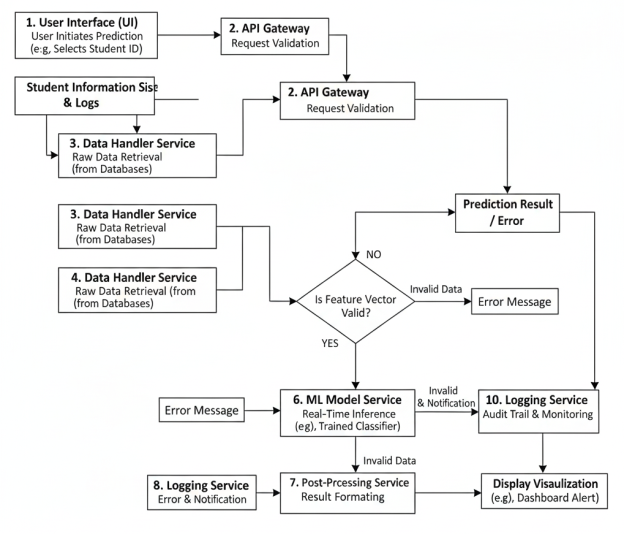 1. User Interface (UI)
User Initiates Prediction
(e.g, Selects Student ID)
2. API Gateway
Request Validation
Student Information Sise
& Logs
2. API Gateway
Request Validation
3. Data Handler Service
Raw Data Retrieval
(from Databases)
Prediction Result
/ Error
3. Data Handler Service
Raw Data Retrieval
(from Databases)
NO
4. Data Handler Service
Raw Data Retrieval (from
(from Databases)
Is Feature Vector
Valid?
Invalid Data
Error Message
YES
Error Message
6. ML Model Service
Real-Time Inference
(eg), Trained Classifier)
Invalid
& Notification
10. Logging Service
Audit Trail & Monitoring
Invalid Data
8. Logging Service
Error & Notification
7. Post-Prcessing Service
Result Formating
Display Visaulization
(e.g), Dashboard Alert)